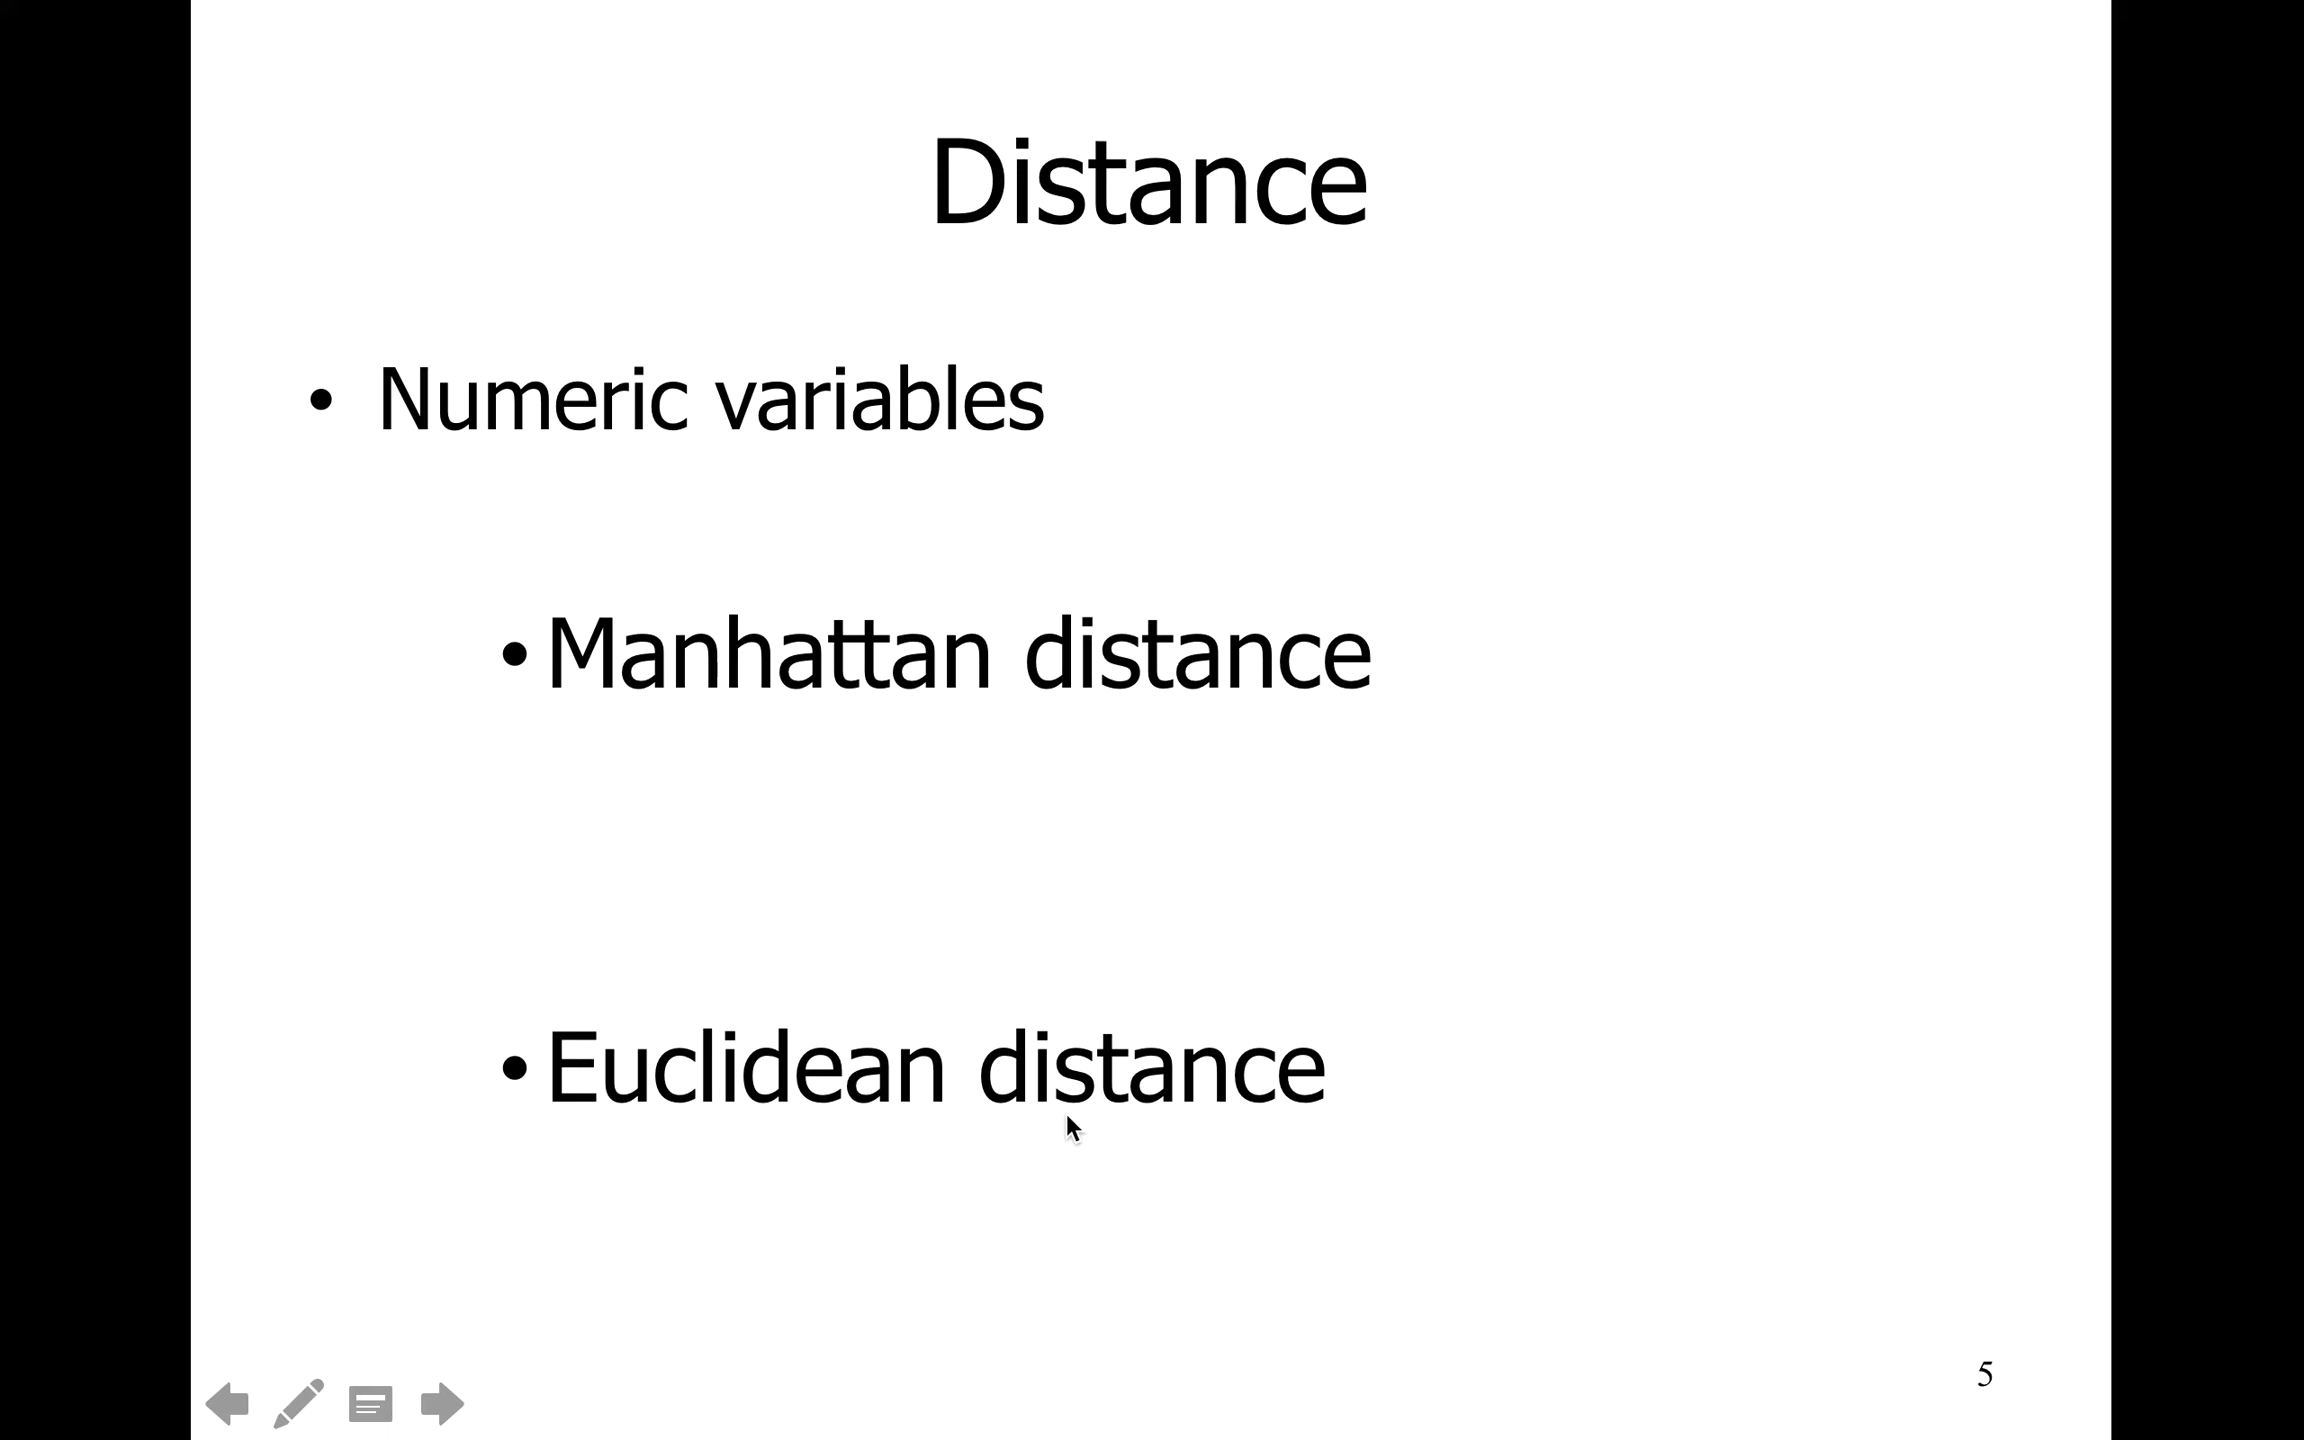 Distance
• Numeric variables
• Manhattan distance
• Euclidean distance
5